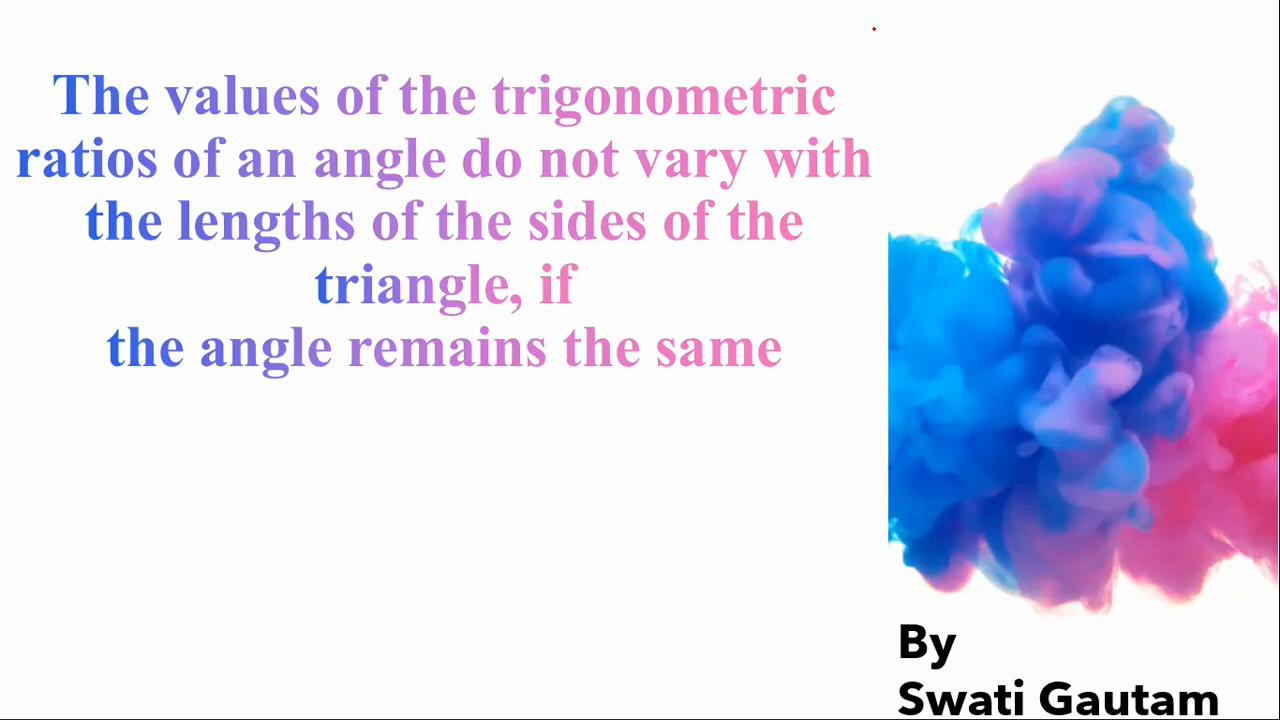 The values of the trigonometric
ratios of an angle do not vary with
the lengths of the sides of the
triangle, if
the angle remains the same
By
Swati Gautam